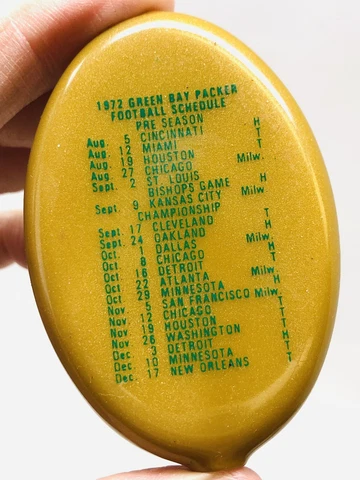 1972 GREEN BAY PACKER
FOOTBALL SCHEDULE
PRE SEASON
Aug. 5 CINCINNATI H
Aug. 12 MIAMI T
Aug. 19 HOUSTON T
Aug. 27 CHICAGO Milw.
Sept. 2 ST. LOUIS
BISHOPS GAME H
Sept. 9 KANSAS CITY Milw.
CHAMPIONSHIP
Sept. 17 CLEVELAND T
Sept. 24 OAKLAND H
Oct. 1 DALLAS Milw.
Oct. 8 CHICAGO H
Oct. 16 DETROIT T
Oct. 22 ATLANTA Milw.
Oct. 29 MINNESOTA H
Nov. 5 SAN FRANCISCO Milw.
Nov. 12 CHICAGO T
Nov. 19 HOUSTON T
Nov. 26 WASHINGTON T
Dec. 3 DETROIT H
Dec. 10 MINNESOTA T
Dec. 17 NEW ORLEANS T